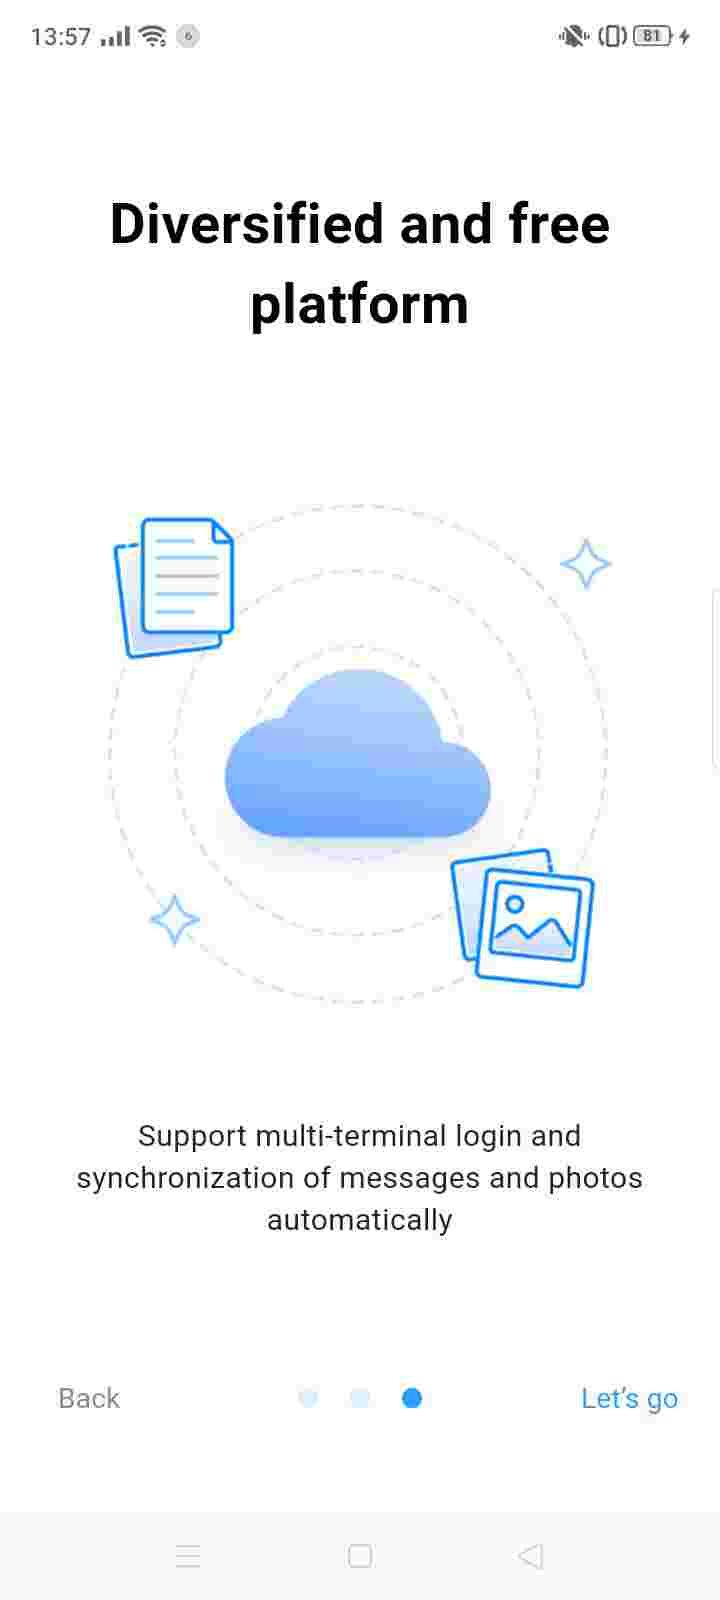 13:57 6 81
Diversified and free
platform
Support multi-terminal login and
synchronization of messages and photos
automatically
Back Let's go